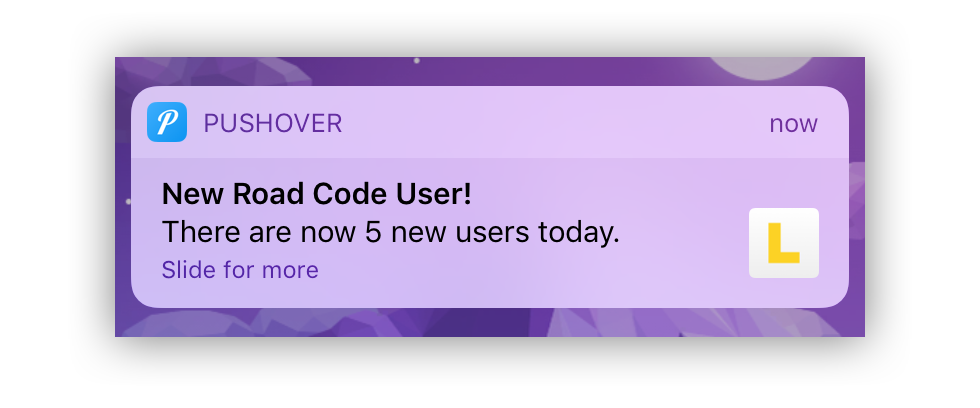 P PUSHOVER now
New Road Code User!
There are now 5 new users today.
Slide for more
L